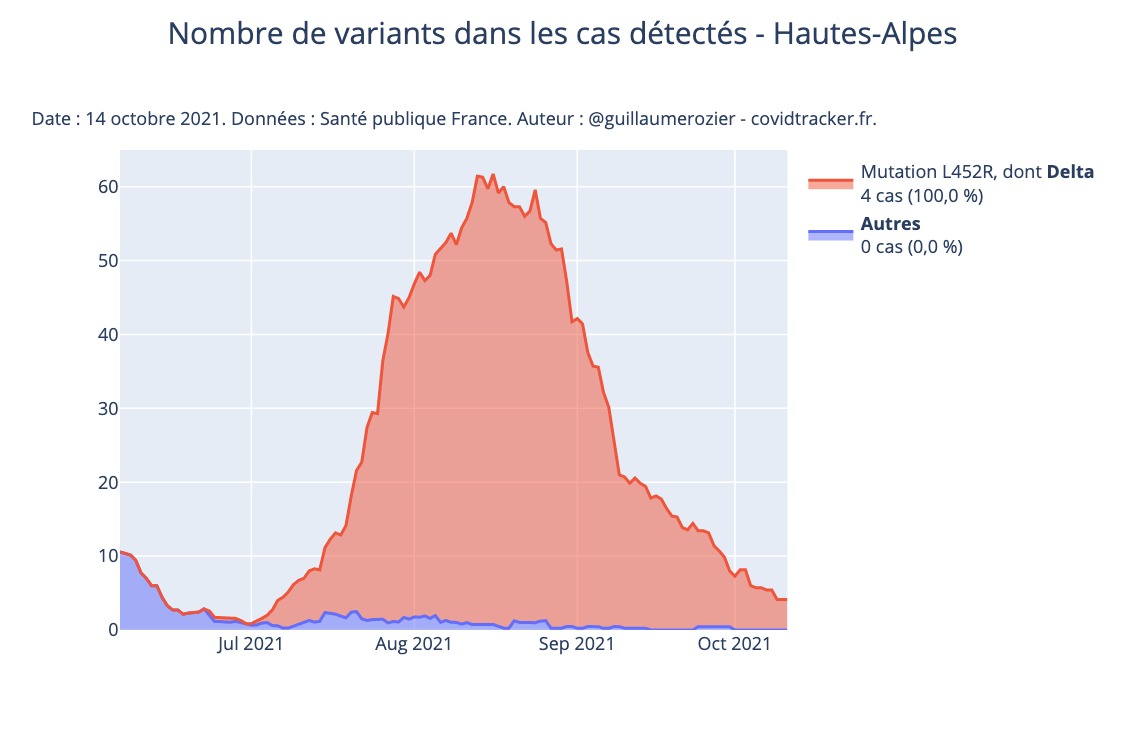 Nombre de variants dans les cas détectés - Hautes-Alpes
Date : 14 octobre 2021. Données : Santé publique France. Auteur : @guillaumerozier - covidtracker.fr.
Mutation L452R, dont Delta
4 cas (100,0 %)
Autres
0 cas (0,0 %)
60
50
40
30
20
10
0
Jul 2021
Aug 2021
Sep 2021
Oct 2021